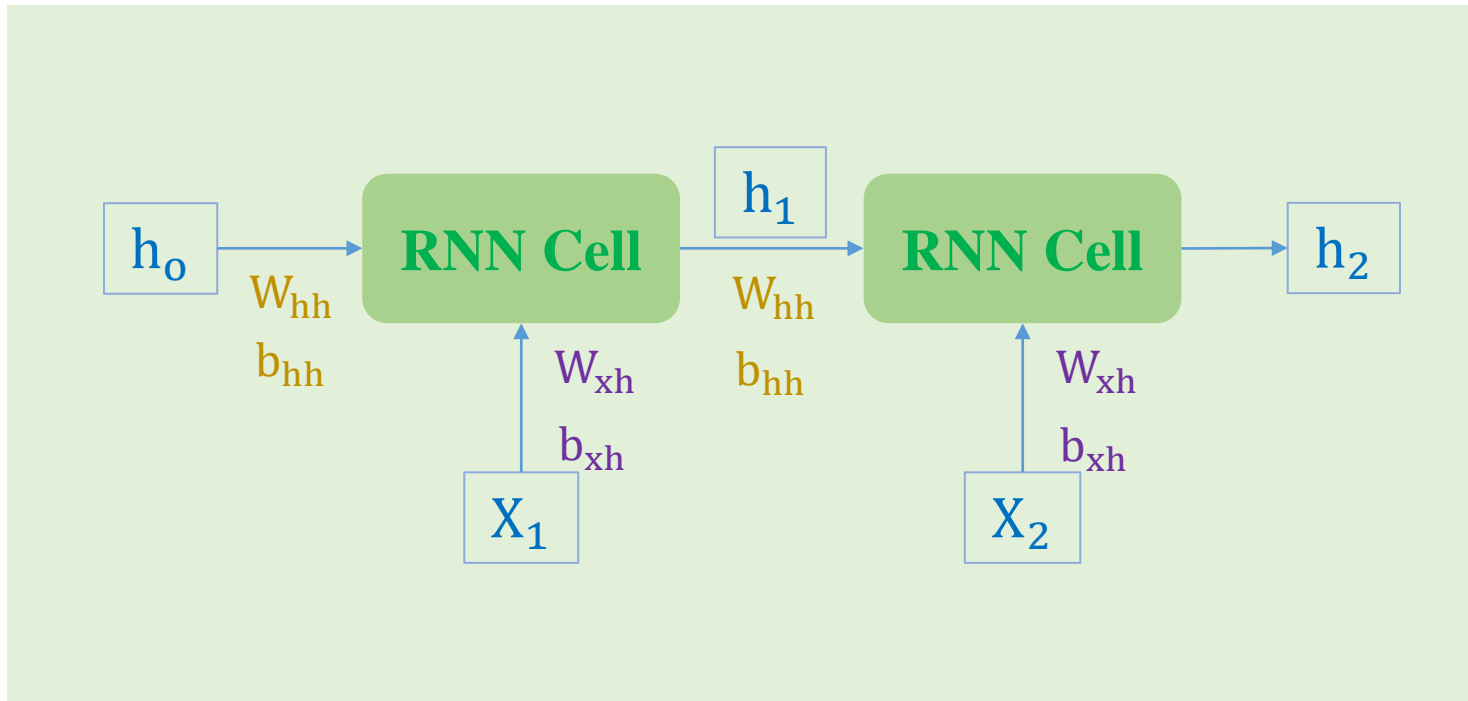 h₁
hₒ
RNN Cell
RNN Cell
h₂
Wₕₕ
bₕₕ
Wₓₕ
bₓₕ
Wₕₕ
bₕₕ
Wₓₕ
bₓₕ
X₁
X₂